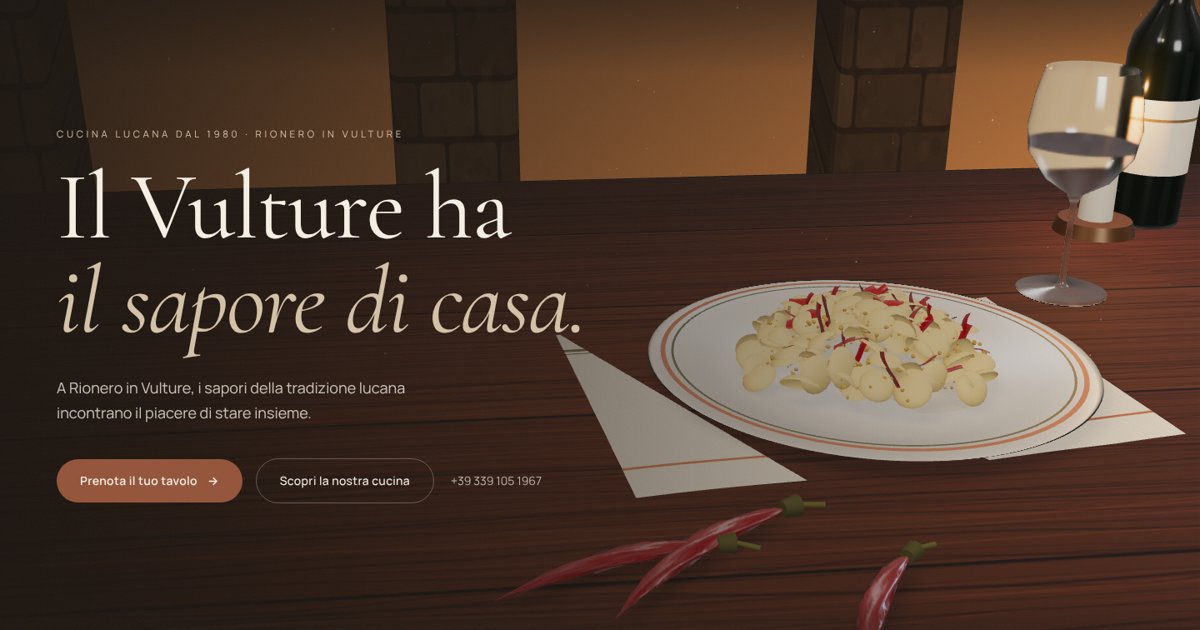 CUCINA LUCANA DAL 1980 · RIONERO IN VULTURE
Il Vulture ha
il sapore di casa.
A Rionero in Vulture, i sapori della tradizione lucana
incontrano il piacere di stare insieme.
Prenota il tuo tavolo →
Scopri la nostra cucina
+39 339 105 1967